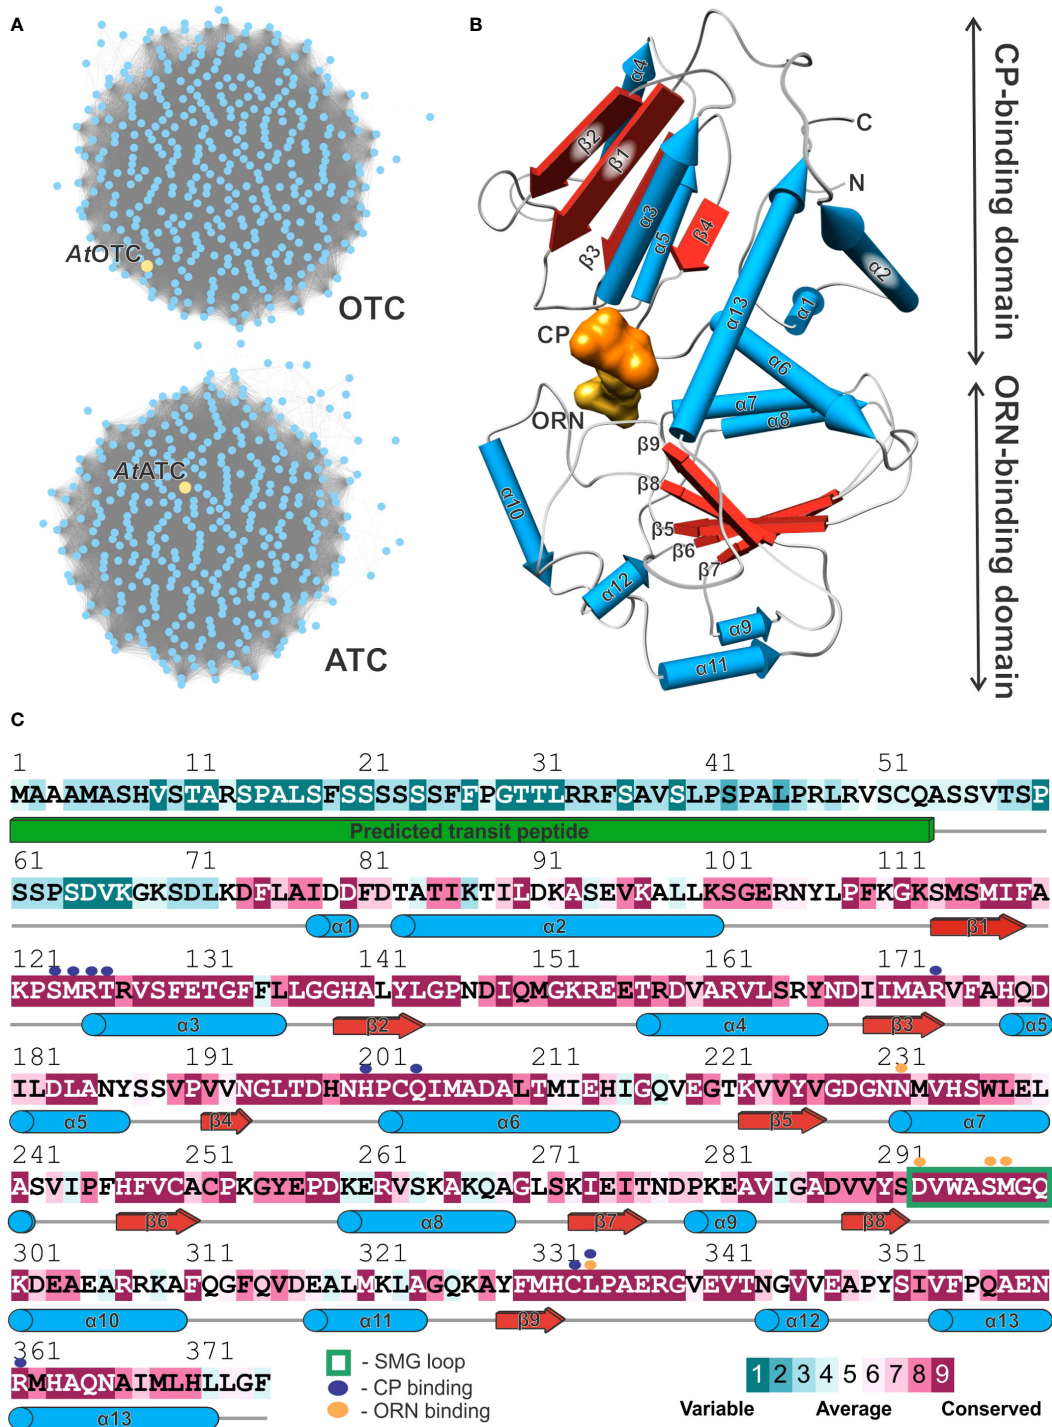 A
B
AtOTC
OTC
AtATC
ATC
α4
β2
β1
α3
α5
β3
β4
C
N
α2
α1
α13
CP
α6
ORN
α7
α8
β9
β8
β5
β6
β7
α10
α12
α9
α11
CP-binding domain
ORN-binding domain
C
1 11 21 31 41 51
MAAAMASHVSTARSPALSFSSSSSSFFPGTTLRRFSAVSLPSPALPRLRVSCQASSVTSP
Predicted transit peptide
61 71 81 91 101 111
SSPSDVKGKSDLKDFLAIDDFDTATIKTILDKASEVKALLKSGERNYLPFKGKSMSMIFA
α1 α2 β1
121 131 141 151 161 171
KPSMRTRVSFETGFFLLGGHALYLGPNDIQMGKREETRDVARVLSRYNDIIMARVFAHQD
α3 β2 α4 β3 α5
181 191 201 211 221 231
ILDLANYSSVPVVNGLTDHNHPCQIMADALTMIEHIGQVEGTKVVYVGDGNNMVHSWLEL
α5 β4 α6 β5 α7
241 251 261 271 281 291
ASVIPFHFVCACPKGYEPDKERVSKAKQAGLSKIEITNDPKEAVIGADVVYSDVWASMGQ
β6 α8 β7 α9 β8
301 311 321 331 341 351
KDEAEARRKAFQGFQVDEALMKLAGQKAYFMHCLPAERGVEVTNGVVEAPYSIVFPQAEN
α10 α11 β9 α12 α13
361 371
RMHAQNAIMLHLLGF
α13
- SMG loop
- CP binding
- ORN binding
1 2 3 4 5 6 7 8 9
Variable Average Conserved